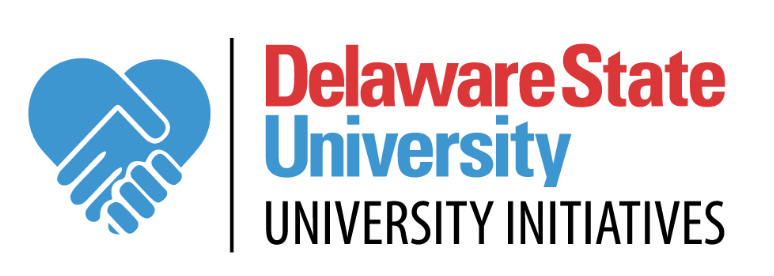 Delaware State
University
UNIVERSITY INITIATIVES